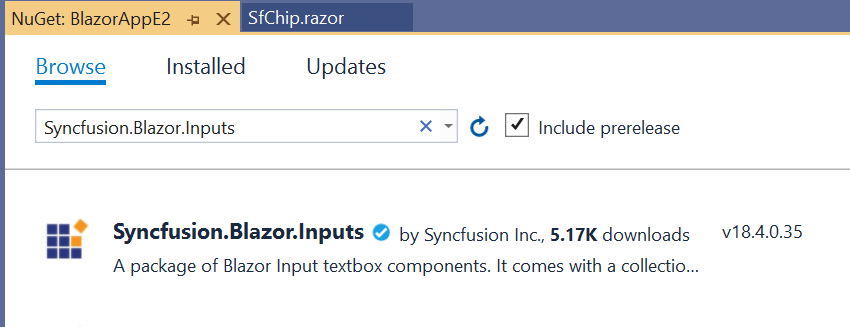 NuGet: BlazorAppE2 SfChip.razor
Browse Installed Updates
Syncfusion.Blazor.Inputs Include prerelease
Syncfusion.Blazor.Inputs by Syncfusion Inc., 5.17K downloads v18.4.0.35
A package of Blazor Input textbox components. It comes with a collectio...